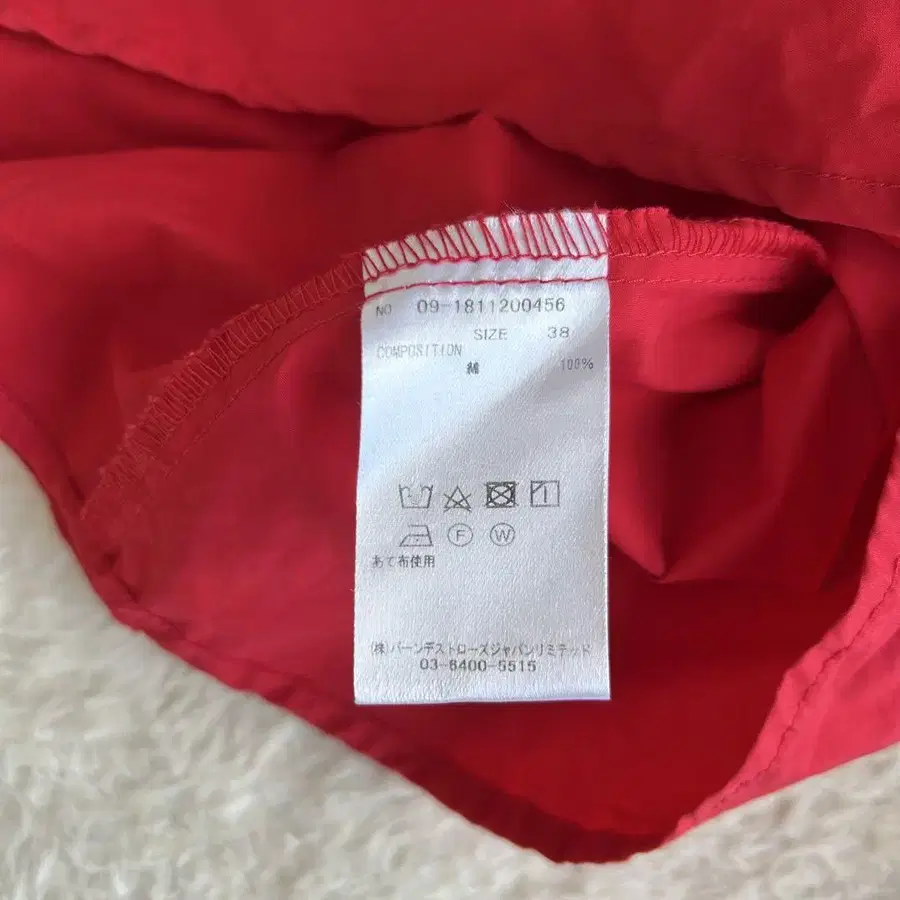 NO 09-1811200456
SIZE 38
COMPOSITION
綿 100%
F W
あて布使用
(株)バーンデストローズジャパンリミテッド
03-6400-5515